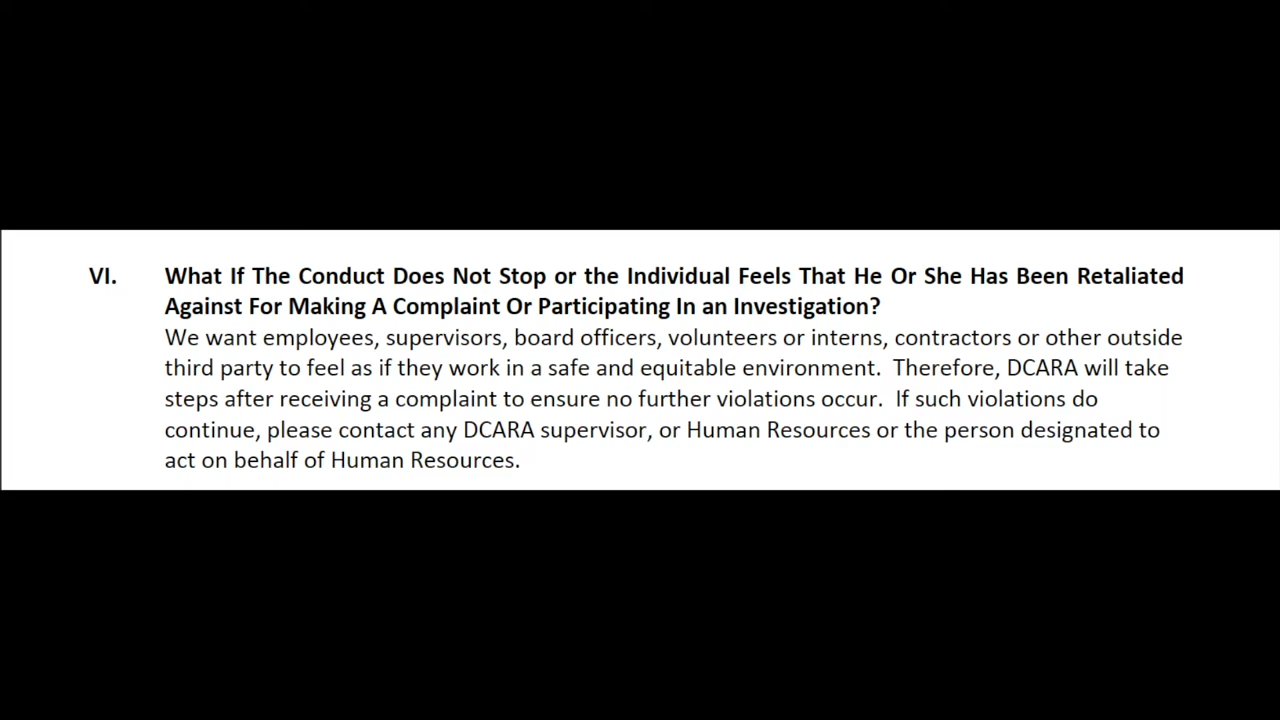 VI. What If The Conduct Does Not Stop or the Individual Feels That He Or She Has Been Retaliated
Against For Making A Complaint Or Participating In an Investigation?
We want employees, supervisors, board officers, volunteers or interns, contractors or other outside
third party to feel as if they work in a safe and equitable environment.  Therefore, DCARA will take
steps after receiving a complaint to ensure no further violations occur.  If such violations do
continue, please contact any DCARA supervisor, or Human Resources or the person designated to
act on behalf of Human Resources.